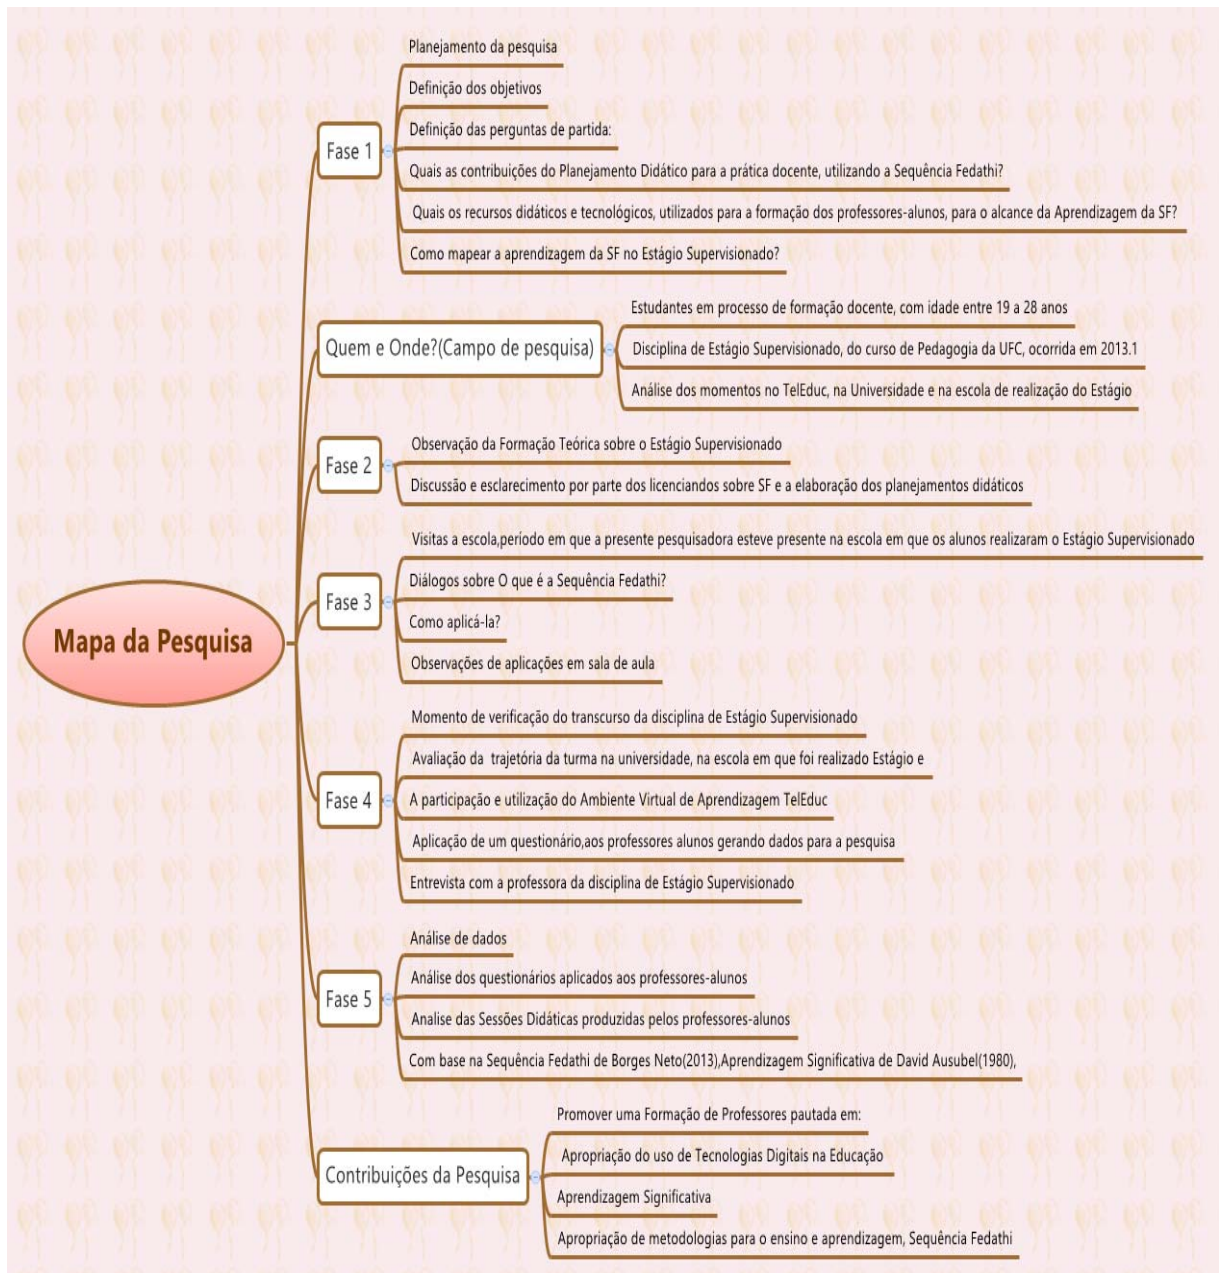 Mapa da Pesquisa
Fase 1
Planejamento da pesquisa
Definição dos objetivos
Definição das perguntas de partida:
Quais as contribuições do Planejamento Didático para a prática docente, utilizando a Sequência Fedathi?
Quais os recursos didáticos e tecnológicos, utilizados para a formação dos professores-alunos, para o alcance da Aprendizagem da SF?
Como mapear a aprendizagem da SF no Estágio Supervisionado?
Quem e Onde?(Campo de pesquisa)
Estudantes em processo de formação docente, com idade entre 19 a 28 anos
Disciplina de Estágio Supervisionado, do curso de Pedagogia da UFC, ocorrida em 2013.1
Análise dos momentos no TelEduc, na Universidade e na escola de realização do Estágio
Fase 2
Observação da Formação Teórica sobre o Estágio Supervisionado
Discussão e esclarecimento por parte dos licenciandos sobre SF e a elaboração dos planejamentos didáticos
Fase 3
Visitas a escola,período em que a presente pesquisadora esteve presente na escola em que os alunos realizaram o Estágio Supervisionado
Diálogos sobre O que é a Sequência Fedathi?
Como aplicá-la?
Observações de aplicações em sala de aula
Fase 4
Momento de verificação do transcurso da disciplina de Estágio Supervisionado
Avaliação da trajetória da turma na universidade, na escola em que foi realizado Estágio e
A participação e utilização do Ambiente Virtual de Aprendizagem TelEduc
Aplicação de um questionário,aos professores alunos gerando dados para a pesquisa
Entrevista com a professora da disciplina de Estágio Supervisionado
Fase 5
Análise de dados
Análise dos questionários aplicados aos professores-alunos
Analise das Sessões Didáticas produzidas pelos professores-alunos
Com base na Sequência Fedathi de Borges Neto(2013),Aprendizagem Significativa de David Ausubel(1980),
Contribuições da Pesquisa
Promover uma Formação de Professores pautada em:
Apropriação do uso de Tecnologias Digitais na Educação
Aprendizagem Significativa
Apropriação de metodologias para o ensino e aprendizagem, Sequência Fedathi